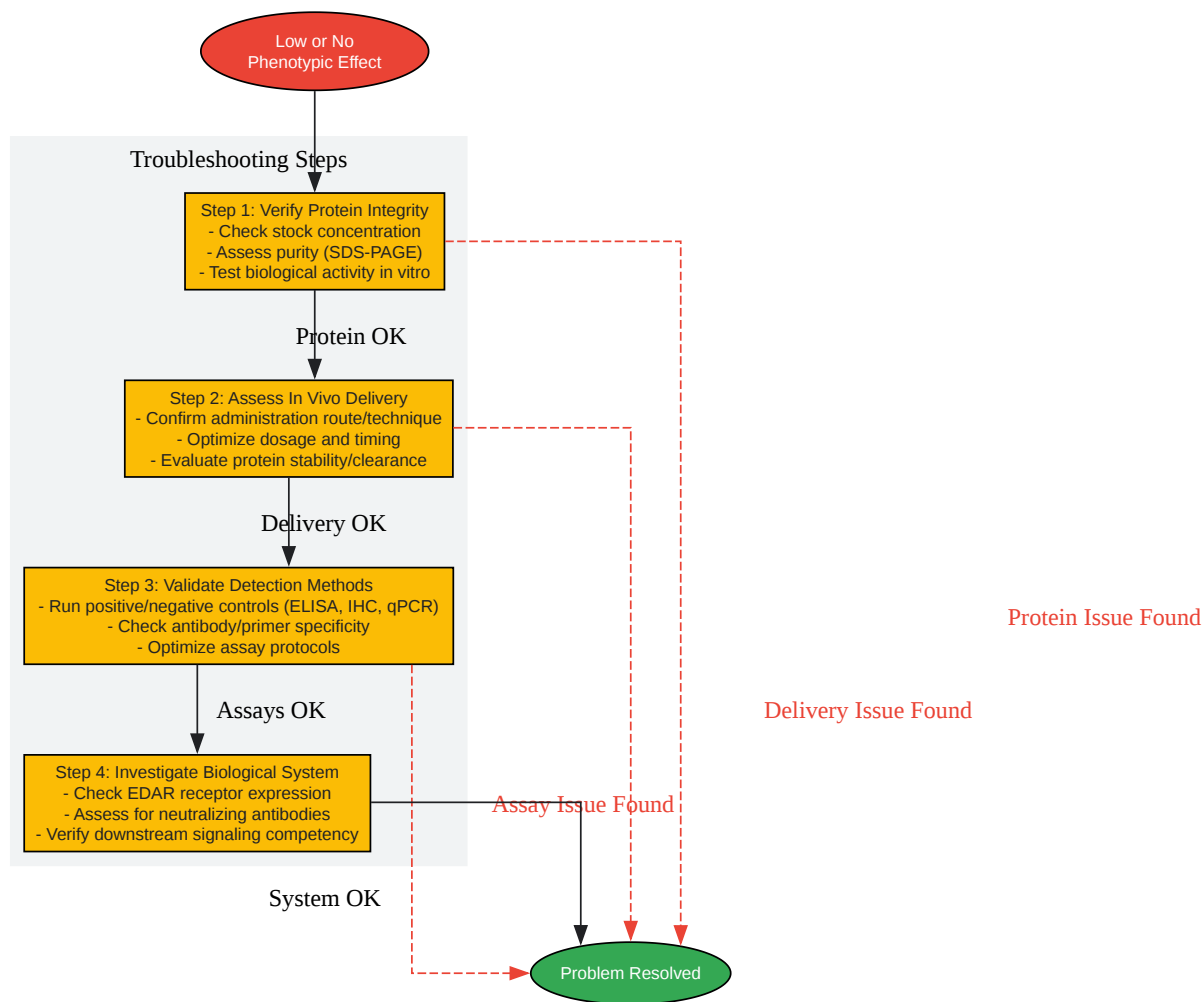 Low or No
Phenotypic Effect
Troubleshooting Steps
Step 1: Verify Protein Integrity
- Check stock concentration
- Assess purity (SDS-PAGE)
- Test biological activity in vitro
Protein OK
Step 2: Assess In Vivo Delivery
- Confirm administration route/technique
- Optimize dosage and timing
- Evaluate protein stability/clearance
Delivery OK
Step 3: Validate Detection Methods
- Run positive/negative controls (ELISA, IHC, qPCR)
- Check antibody/primer specificity
- Optimize assay protocols
Protein Issue Found
Assays OK
Delivery Issue Found
Step 4: Investigate Biological System
- Check EDAR receptor expression
- Assess for neutralizing antibodies
- Verify downstream signaling competency
Assay Issue Found
System OK
Problem Resolved